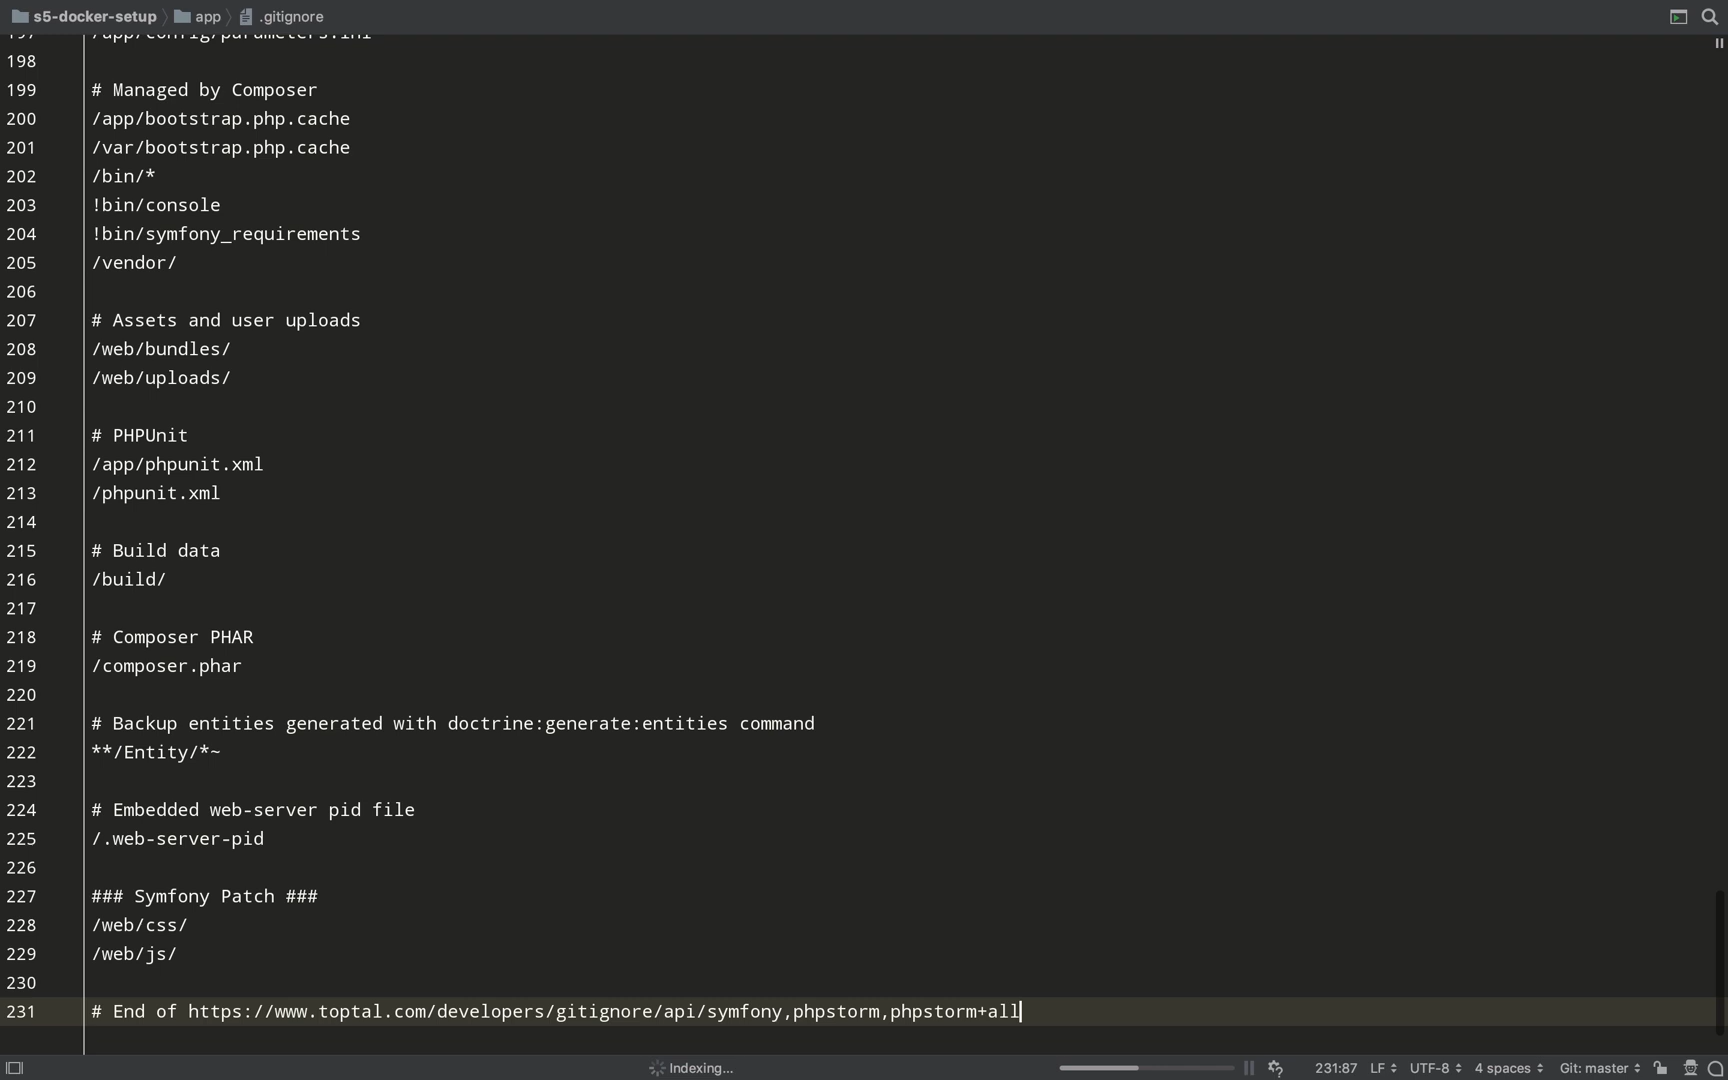 s5-docker-setup app .gitignore
197 /app/config/parameters.ini
198
199 # Managed by Composer
200 /app/bootstrap.php.cache
201 /var/bootstrap.php.cache
202 /bin/*
203 !bin/console
204 !bin/symfony_requirements
205 /vendor/
206
207 # Assets and user uploads
208 /web/bundles/
209 /web/uploads/
210
211 # PHPUnit
212 /app/phpunit.xml
213 /phpunit.xml
214
215 # Build data
216 /build/
217
218 # Composer PHAR
219 /composer.phar
220
221 # Backup entities generated with doctrine:generate:entities command
222 **/Entity/*~
223
224 # Embedded web-server pid file
225 /.web-server-pid
226
227 ### Symfony Patch ###
228 /web/css/
229 /web/js/
230
231 # End of https://www.toptal.com/developers/gitignore/api/symfony,phpstorm,phpstorm+all
Indexing... 231:87 LF UTF-8 4 spaces Git: master